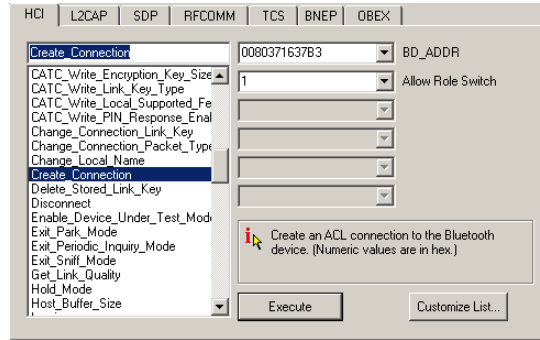 HCI L2CAP SDP RFCOMM TCS BNEP OBEX
Create_Connection
0080371637B3 BD_ADDR
1 Allow Role Switch
CATC_Write_Encryption_Key_Size
CATC_Write_Link_Key_Type
CATC_Write_Local_Supported_Fe
CATC_Write_PIN_Response_Enal
Change_Connection_Link_Key
Change_Connection_Packet_Type
Change_Local_Name
Create_Connection
Delete_Stored_Link_Key
Disconnect
Enable_Device_Under_Test_Mod
Exit_Park_Mode
Exit_Periodic_Inquiry_Mode
Exit_Sniff_Mode
Get_Link_Quality
Hold_Mode
Host_Buffer_Size
Create an ACL connection to the Bluetooth
device. (Numeric values are in hex.)
Execute
Customize List...